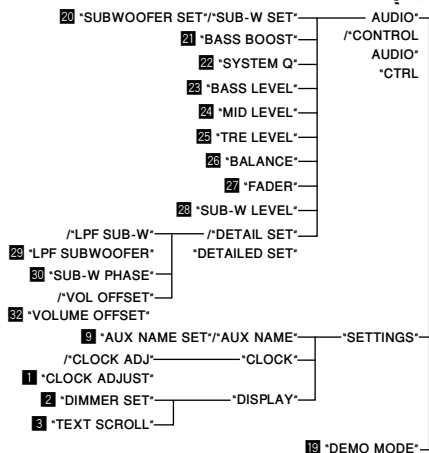 20 "SUBWOOFER SET"/"SUB-W SET"
AUDIO"
/"CONTROL
AUDIO"
"CTRL
21 "BASS BOOST"
22 "SYSTEM Q"
23 "BASS LEVEL"
24 "MID LEVEL"
25 "TRE LEVEL"
26 "BALANCE"
27 "FADER"
28 "SUB-W LEVEL"
/"DETAIL SET"
"DETAILED SET"
/"LPF SUB-W"
29 "LPF SUBWOOFER"
30 "SUB-W PHASE"
/"VOL OFFSET"
32 "VOLUME OFFSET"
9 "AUX NAME SET"/"AUX NAME"
"SETTINGS"
/"CLOCK ADJ"
"CLOCK"
1 "CLOCK ADJUST"
2 "DIMMER SET"
"DISPLAY"
3 "TEXT SCROLL"
19 "DEMO MODE"